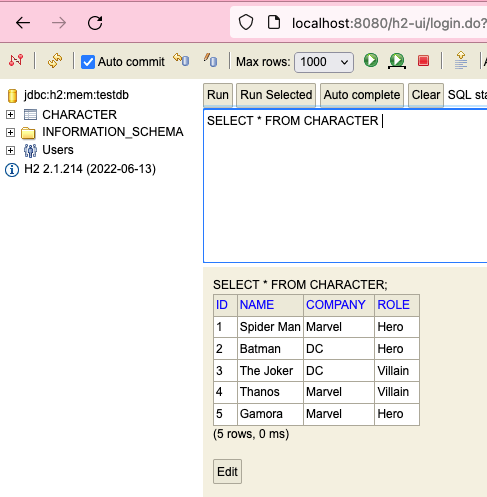 localhost:8080/h2-ui/login.do?
Auto commit Max rows: 1000
jdbc:h2:mem:testdb
CHARACTER
INFORMATION_SCHEMA
Users
H2 2.1.214 (2022-06-13)
Run Run Selected Auto complete Clear SQL sta
SELECT * FROM CHARACTER
SELECT * FROM CHARACTER;
ID NAME COMPANY ROLE
1 Spider Man Marvel Hero
2 Batman DC Hero
3 The Joker DC Villain
4 Thanos Marvel Villain
5 Gamora Marvel Hero
(5 rows, 0 ms)
Edit